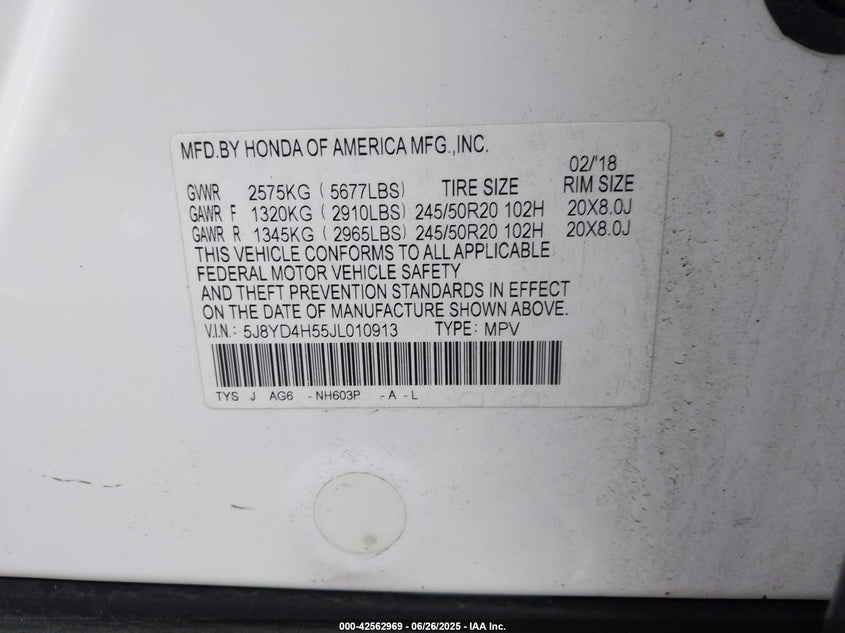 MFD.BY HONDA OF AMERICA MFG.,INC.
02/'18
GVWR 2575KG (5677LBS) TIRE SIZE RIM SIZE
GAWR F 1320KG (2910LBS) 245/50R20 102H 20X8.0J
GAWR R 1345KG (2965LBS) 245/50R20 102H 20X8.0J
THIS VEHICLE CONFORMS TO ALL APPLICABLE
FEDERAL MOTOR VEHICLE SAFETY
AND THEFT PREVENTION STANDARDS IN EFFECT
ON THE DATE OF MANUFACTURE SHOWN ABOVE.
V.I.N.: 5J8YD4H55JL010913 TYPE: MPV
TYS J AG6 -NH603P -A -L
000-42562969 - 06/26/2025 - IAA Inc.